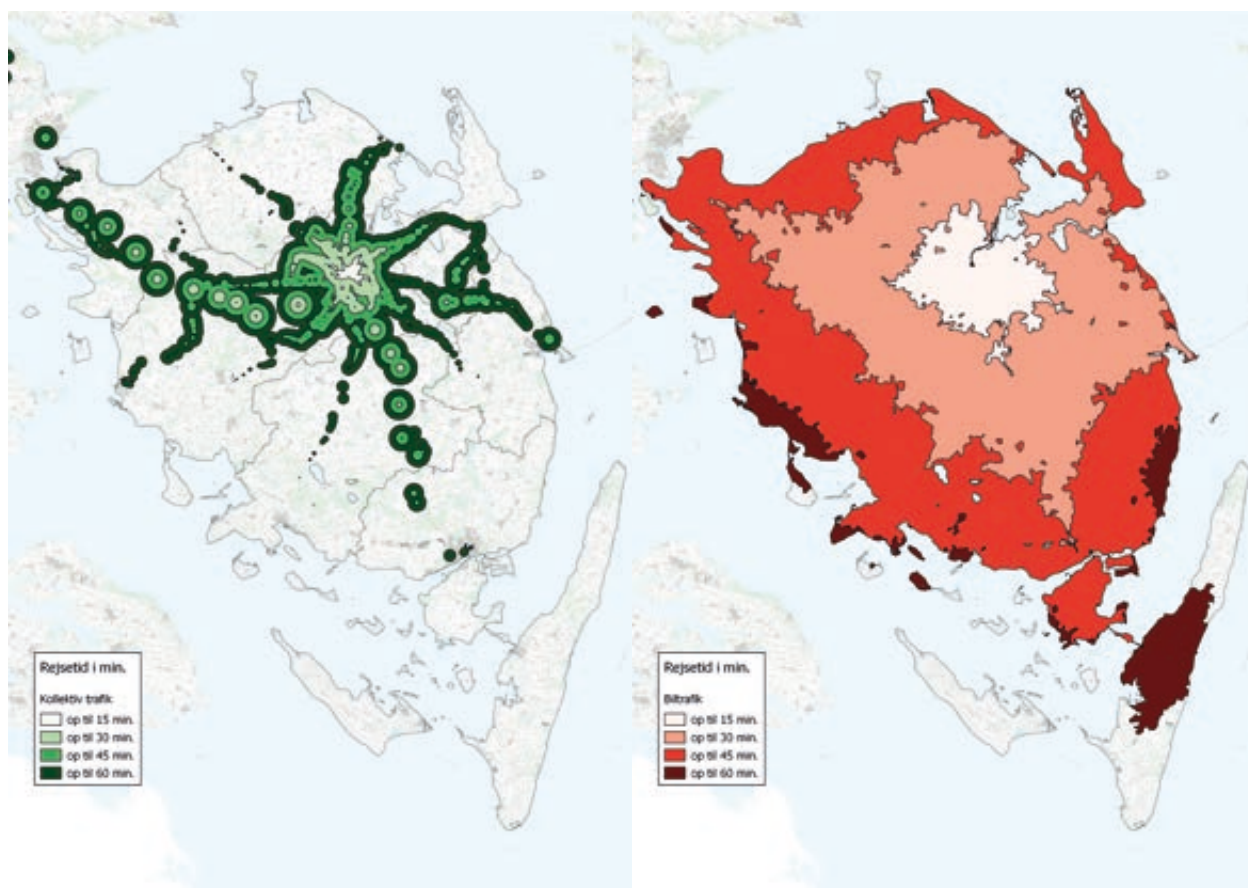 Rejsetid i min.
Kollektiv trafik
op til 15 min.
op til 30 min.
op til 45 min.
op til 60 min.
Rejsetid i min.
Biltrafik
op til 15 min.
op til 30 min.
op til 45 min.
op til 60 min.